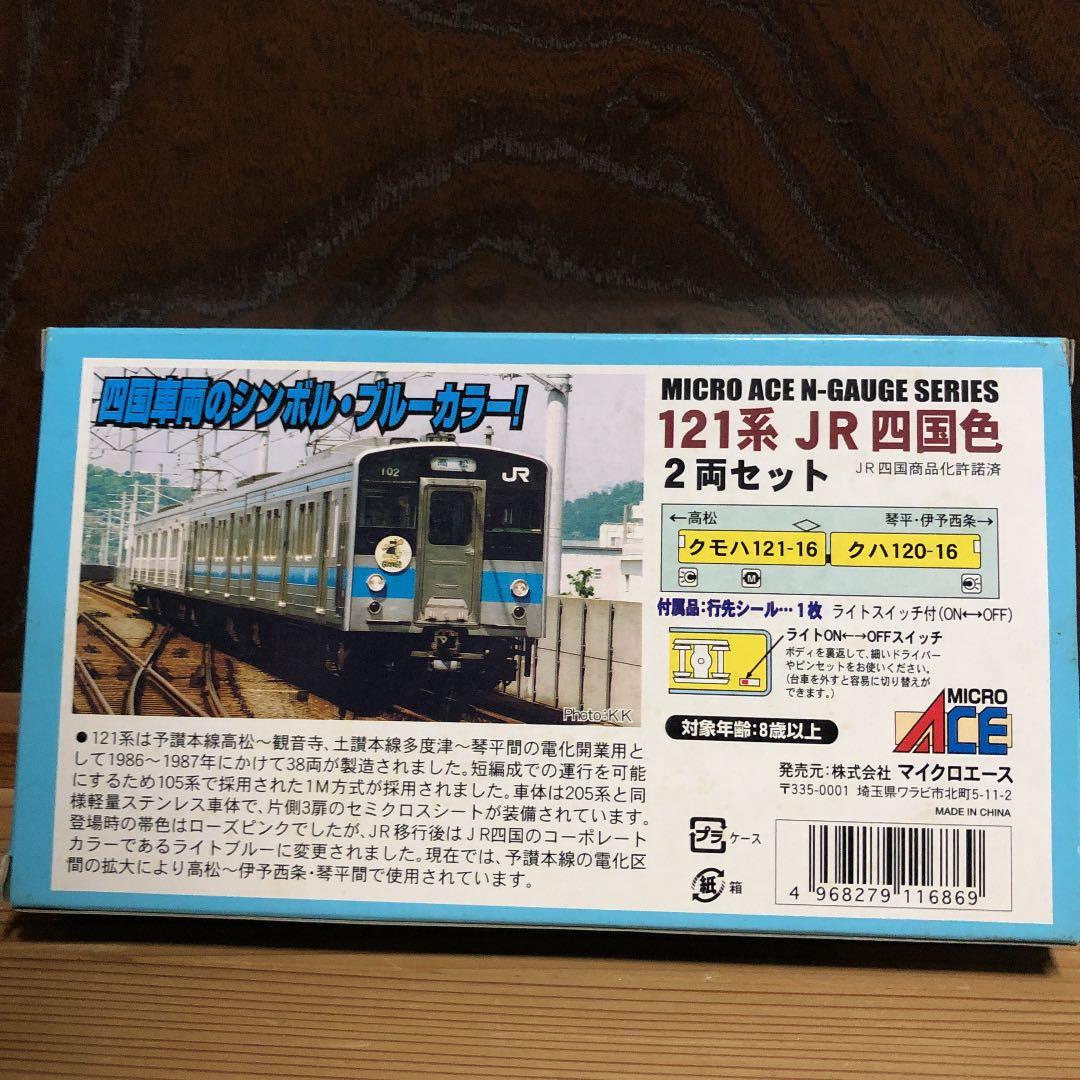 四国車両のシンボル・ブルーカラー!
102
高松
JR
Photo:K.K
●121系は予讃本線高松〜観音寺、土讃本線多度津〜琴平間の電化開業用と
して1986〜1987年にかけて38両が製造されました。短編成での運行を可能
にするため105系で採用された1M方式が採用されました。車体は205系と同
様軽量ステンレス車体で、片側3扉のセミクロスシートが装備されています。
登場時の帯色はローズピンクでしたが、JR移行後はJR四国のコーポレート
カラーであるライトブルーに変更されました。現在では、予讃本線の電化区
間の拡大により高松〜伊予西条・琴平間で使用されています。
MICRO ACE N-GAUGE SERIES
121系 JR四国色
2両セット
JR四国商品化許諾済
←高松 琴平・伊予西条→
クモハ121-16 クハ120-16
M
付属品:行先シール…1枚 ライトスイッチ付(ON↔OFF)
ライトON←→OFFスイッチ
ボディを裏返して、細いドライバー
やピンセットをお使いください。
(台車を外すと容易に切り替えが
できます。)
対象年齢:8歳以上
MICRO
ACE
発売元:株式会社 マイクロエース
〒335-0001 埼玉県ワラビ市北町5-11-2
MADE IN CHINA
プラ ケース
紙 箱
4 968279 116869